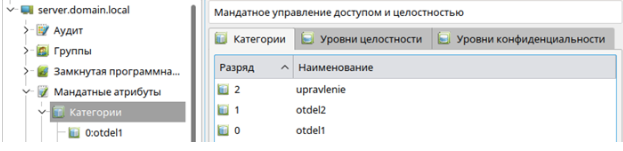 server.domain.local
Аудит
Группы
Замкнутая программна...
Мандатные атрибуты
Категории
0:otdel1
Мандатное управление доступом и целостностью
Категории Уровни целостности Уровни конфиденциальности
Разряд Наименование
2 upravlenie
1 otdel2
0 otdel1